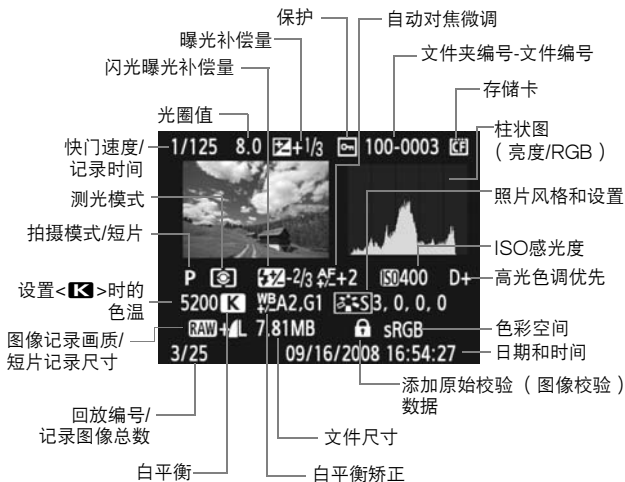 保护
自动对焦微调
曝光补偿量
文件夹编号-文件编号
闪光曝光补偿量
存储卡
光圈值
柱状图
（亮度/RGB）
快门速度/
记录时间
1/125 8.0 +1/3 100-0003 CF
测光模式
照片风格和设置
拍摄模式/短片
ISO感光度
P -2/3 AF+2 ISO400 D+
高光色调优先
设置<K>时的
色温
5200 K WB A2,G1 S3, 0, 0, 0
图像记录画质/
短片记录尺寸
RAW+L 7.81MB sRGB
色彩空间
3/25 09/16/2008 16:54:27
日期和时间
添加原始校验（图像校验）
数据
回放编号/
记录图像总数
文件尺寸
白平衡
白平衡矫正